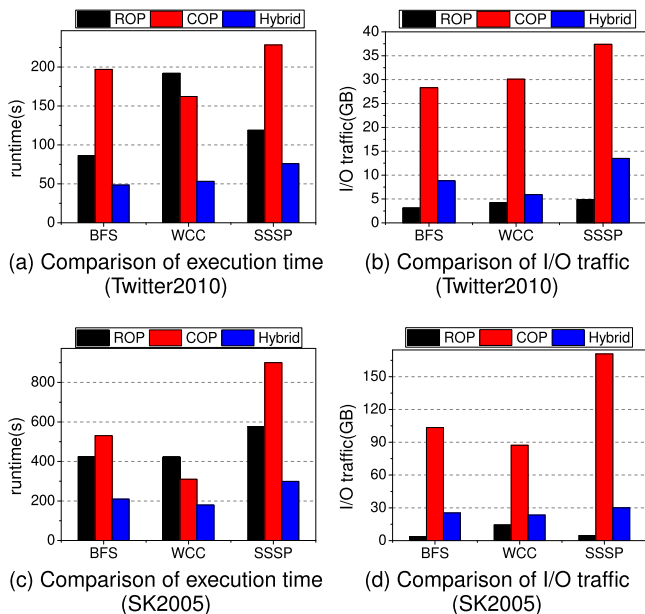 ROP COP Hybrid
200
150
100
50
0
runtime(s)
BFS WCC SSSP
(a) Comparison of execution time
(Twitter2010)
ROP COP Hybrid
40
35
30
25
20
15
10
5
0
I/O traffic(GB)
BFS WCC SSSP
(b) Comparison of I/O traffic
(Twitter2010)
ROP COP Hybrid
800
600
400
200
0
runtime(s)
BFS WCC SSSP
(c) Comparison of execution time
(SK2005)
ROP COP Hybrid
150
120
90
60
30
0
I/O traffic(GB)
BFS WCC SSSP
(d) Comparison of I/O traffic
(SK2005)